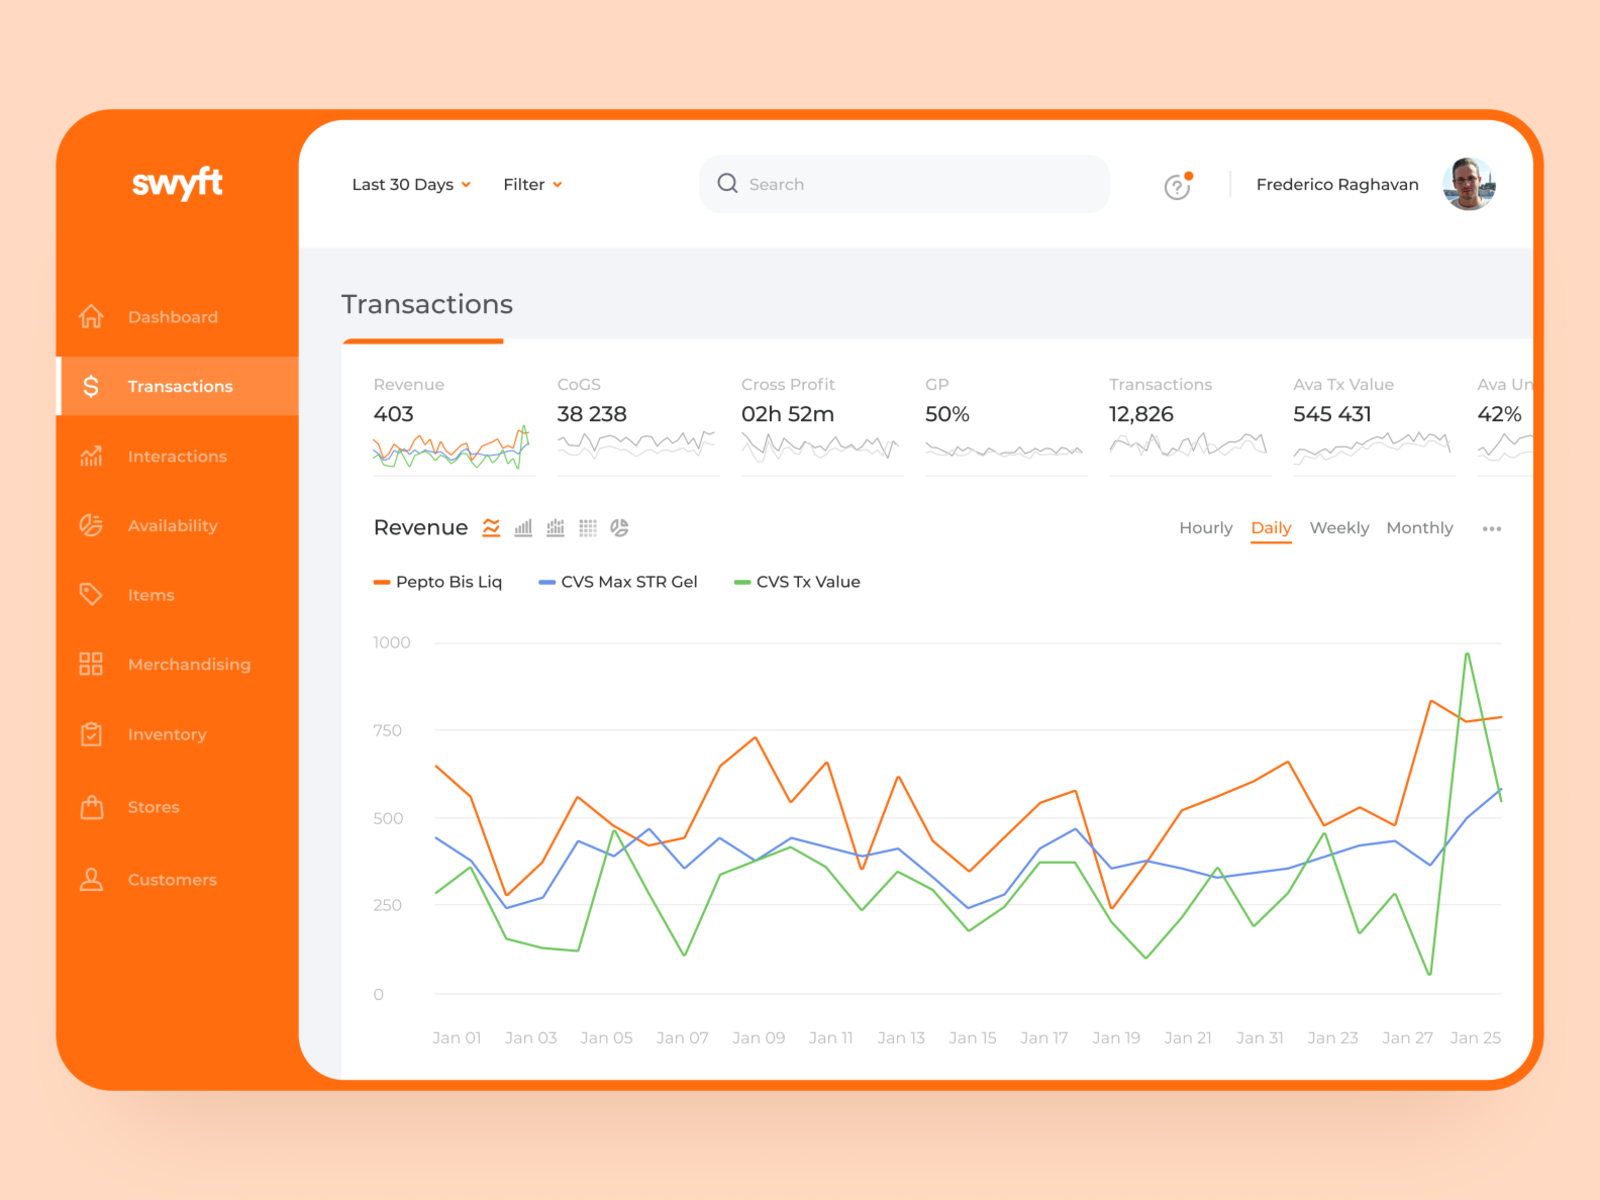 swyft
Last 30 Days
Filter
Search
Frederico Raghavan
Dashboard
Transactions
Interactions
Availability
Items
Merchandising
Inventory
Stores
Customers
Transactions
Revenue
403
CoGS
38 238
Cross Profit
02h 52m
GP
50%
Transactions
12,826
Ava Tx Value
545 431
Ava Un
42%
Revenue
Hourly Daily Weekly Monthly
Pepto Bis Liq CVS Max STR Gel CVS Tx Value
1000
750
500
250
0
Jan 01 Jan 03 Jan 05 Jan 07 Jan 09 Jan 11 Jan 13 Jan 15 Jan 17 Jan 19 Jan 21 Jan 31 Jan 23 Jan 27 Jan 25